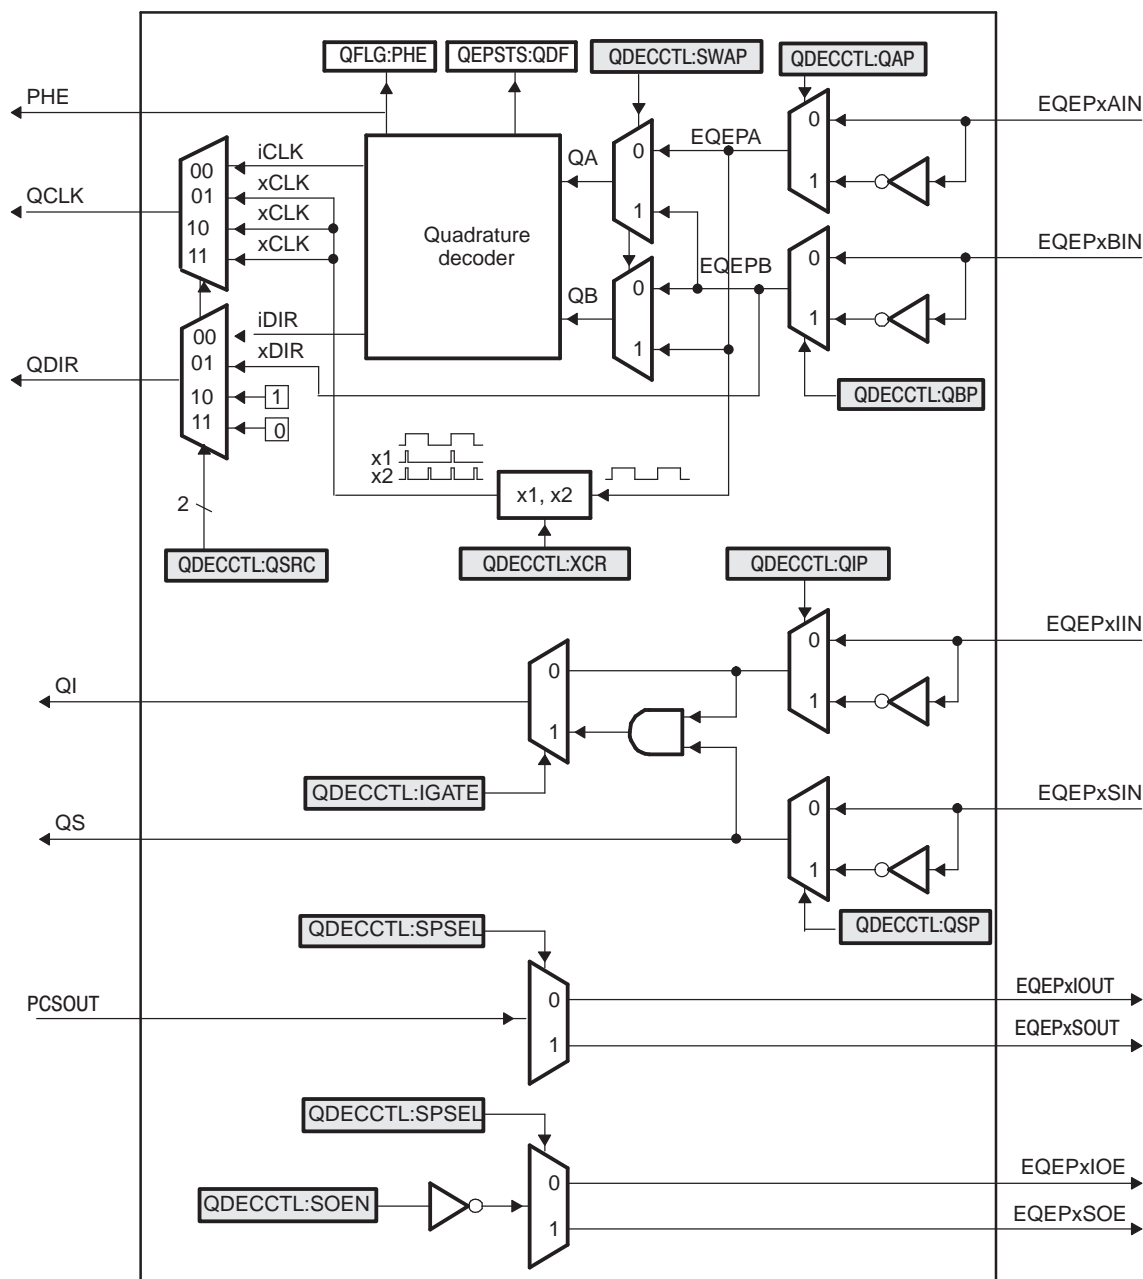 QFLG:PHE QEPSTS:QDF QDECCTL:SWAP QDECCTL:QAP
PHE
EQEPxAIN
0
EQEPA
1
00 iCLK
QA
0
01 xCLK
QCLK
10 xCLK
1
11 xCLK
Quadrature
decoder
EQEPxBIN
0
EQEPB
QB
0
1
00 iDIR
1
01 xDIR
QDIR
10 1
11 0
QDECCTL:QBP
x1
x2
x1, x2
2
QDECCTL:QSRC QDECCTL:XCR QDECCTL:QIP
EQEPxIIN
0
0
QI
1
1
QDECCTL:IGATE
EQEPxSIN
0
QS
1
QDECCTL:QSP
QDECCTL:SPSEL
PCSOUT
0 EQEPxIOUT
1 EQEPxSOUT
QDECCTL:SPSEL
0 EQEPxIOE
QDECCTL:SOEN
1 EQEPxSOE